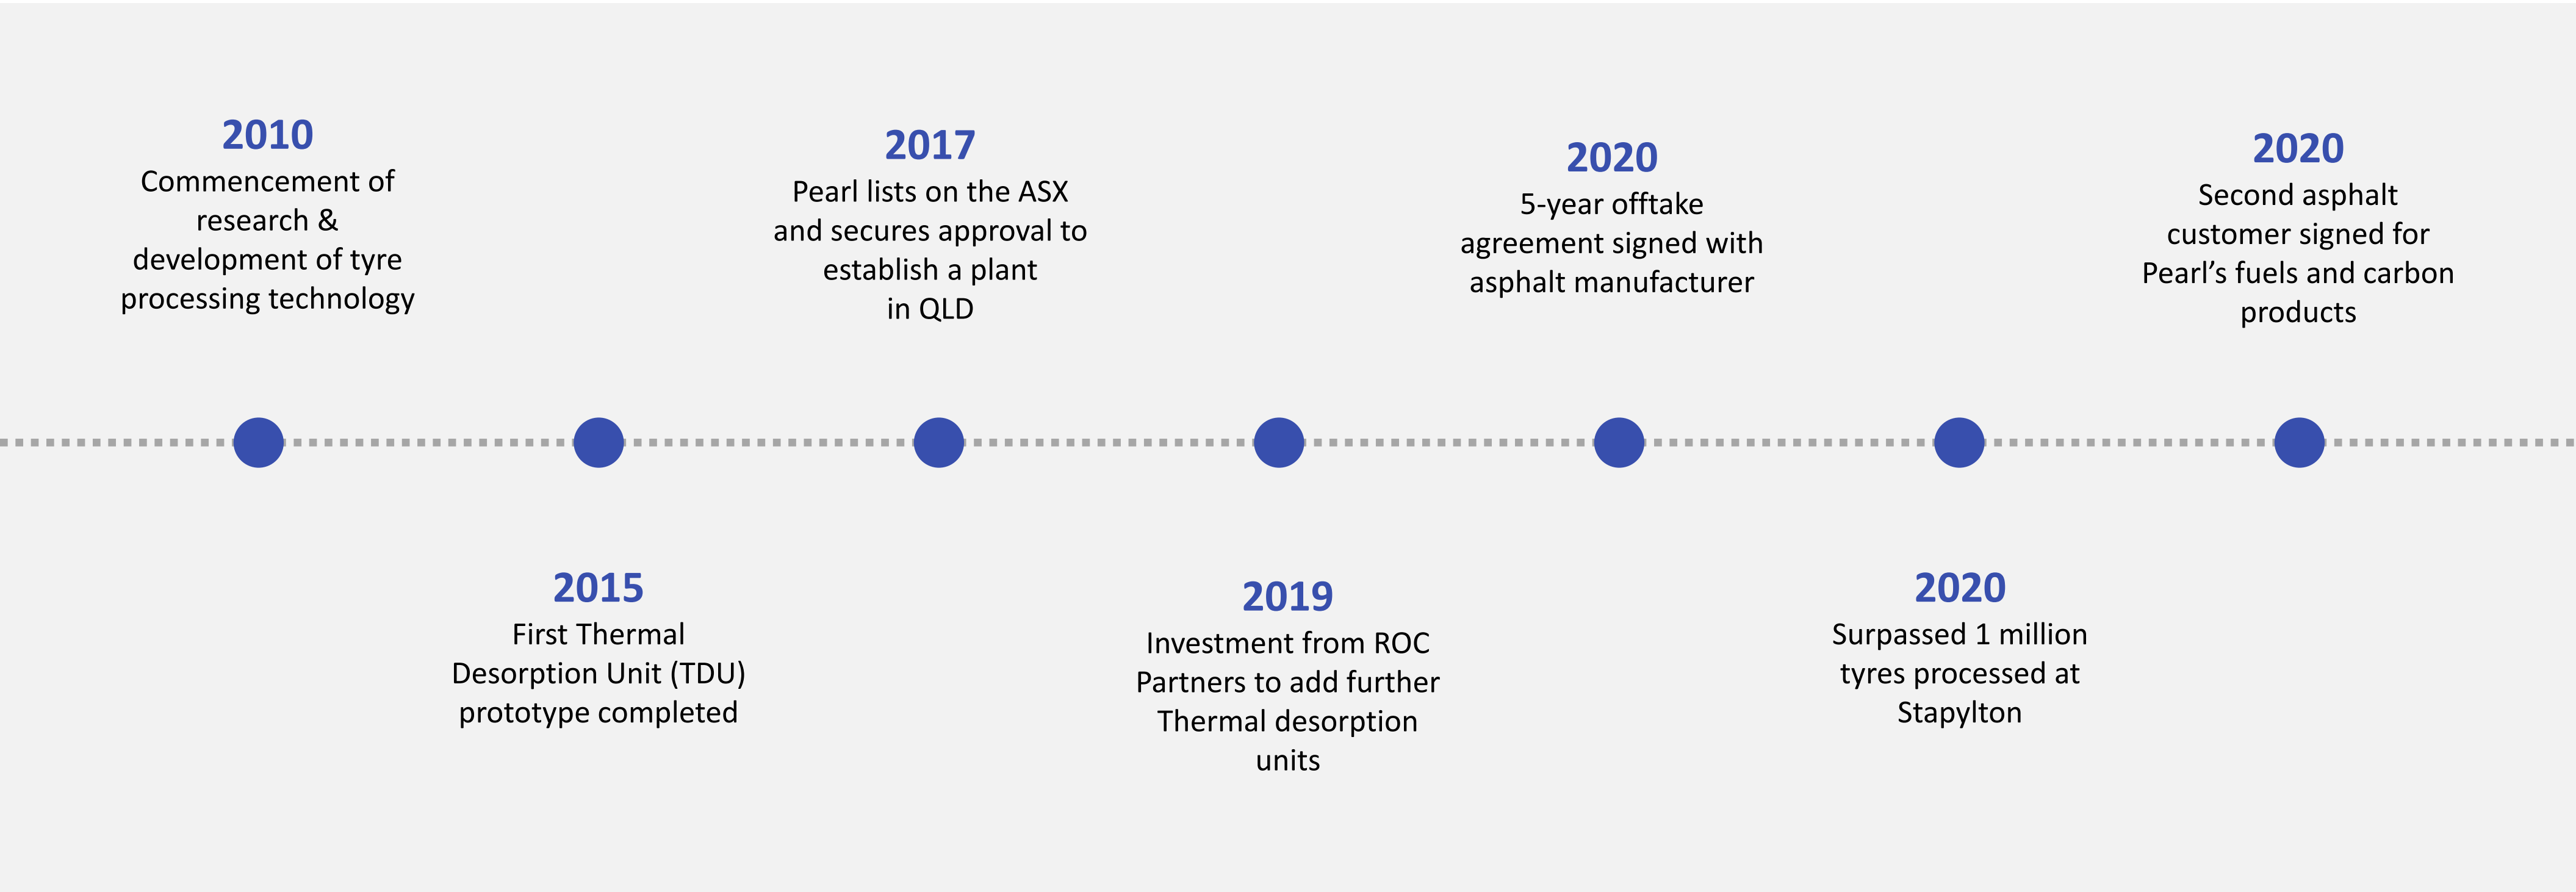 2010
Commencement of
research &
development of tyre
processing technology
2015
First Thermal
Desorption Unit (TDU)
prototype completed
2017
Pearl lists on the ASX
and secures approval to
establish a plant
in QLD
2019
Investment from ROC
Partners to add further
Thermal desorption
units
2020
5-year offtake
agreement signed with
asphalt manufacturer
2020
Surpassed 1 million
tyres processed at
Stapylton
2020
Second asphalt
customer signed for
Pearl’s fuels and carbon
products